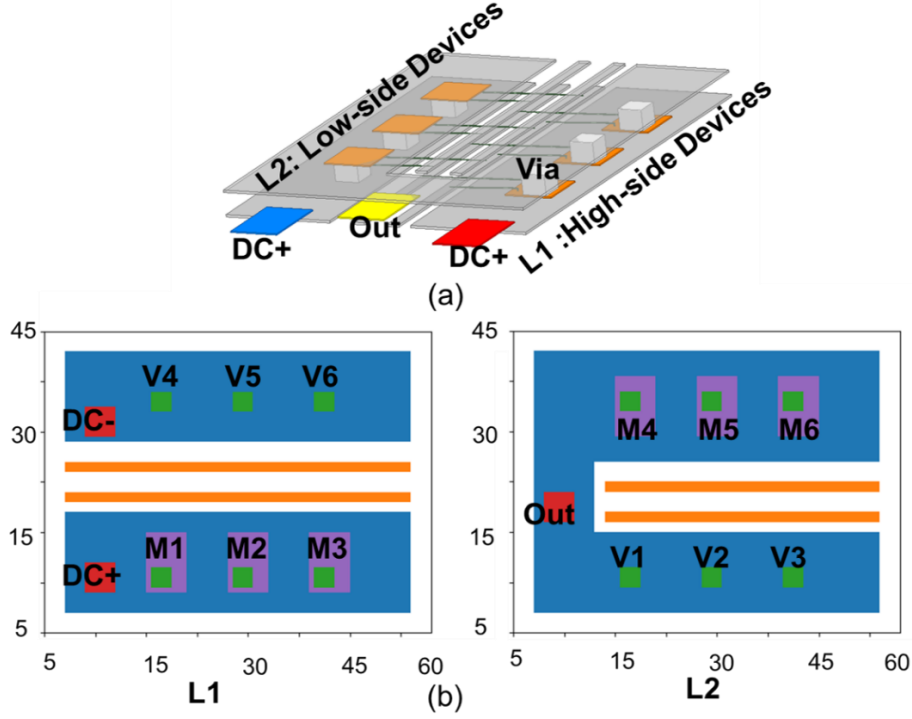 L2: Low-side Devices
Via
L1 :High-side Devices
DC+
Out
DC+
(a)
45
30
15
5
5
15
30
45
60
V4
V5
V6
DC-
M1
M2
M3
DC+
L1
(b)
45
30
15
5
5
15
30
45
60
M4
M5
M6
Out
V1
V2
V3
L2